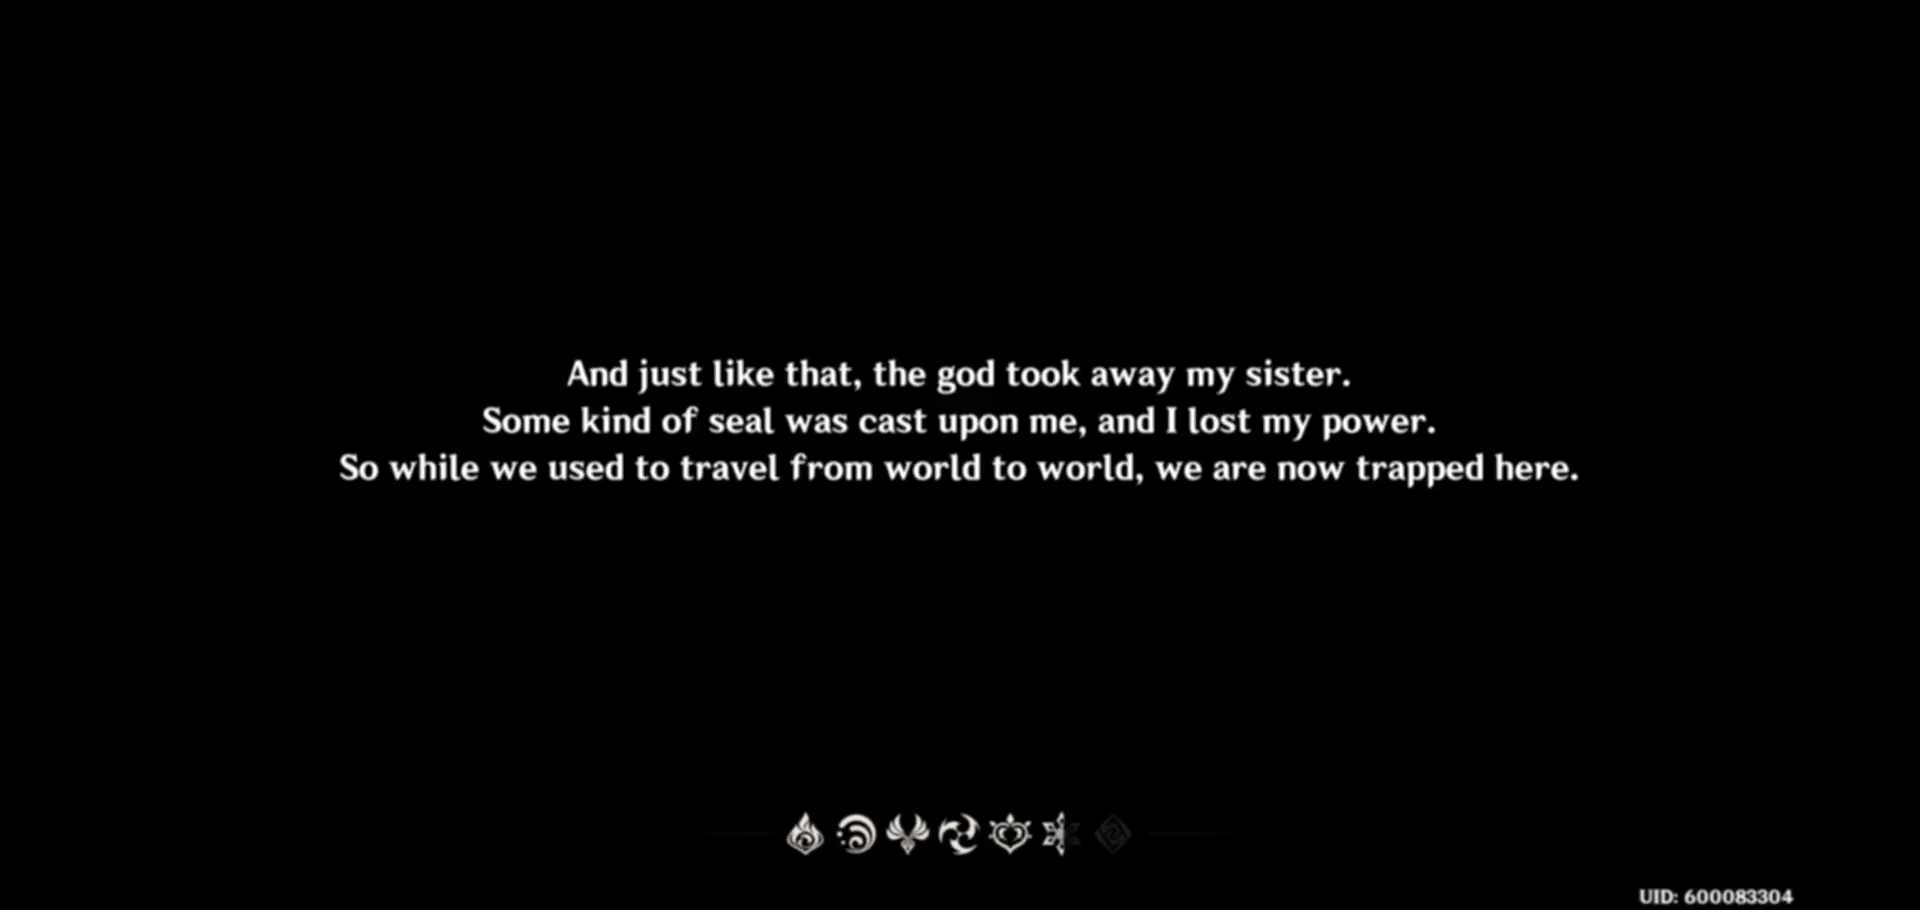 And just like that, the god took away my sister.
Some kind of seal was cast upon me, and I lost my power.
So while we used to travel from world to world, we are now trapped here.
UID: 600083304